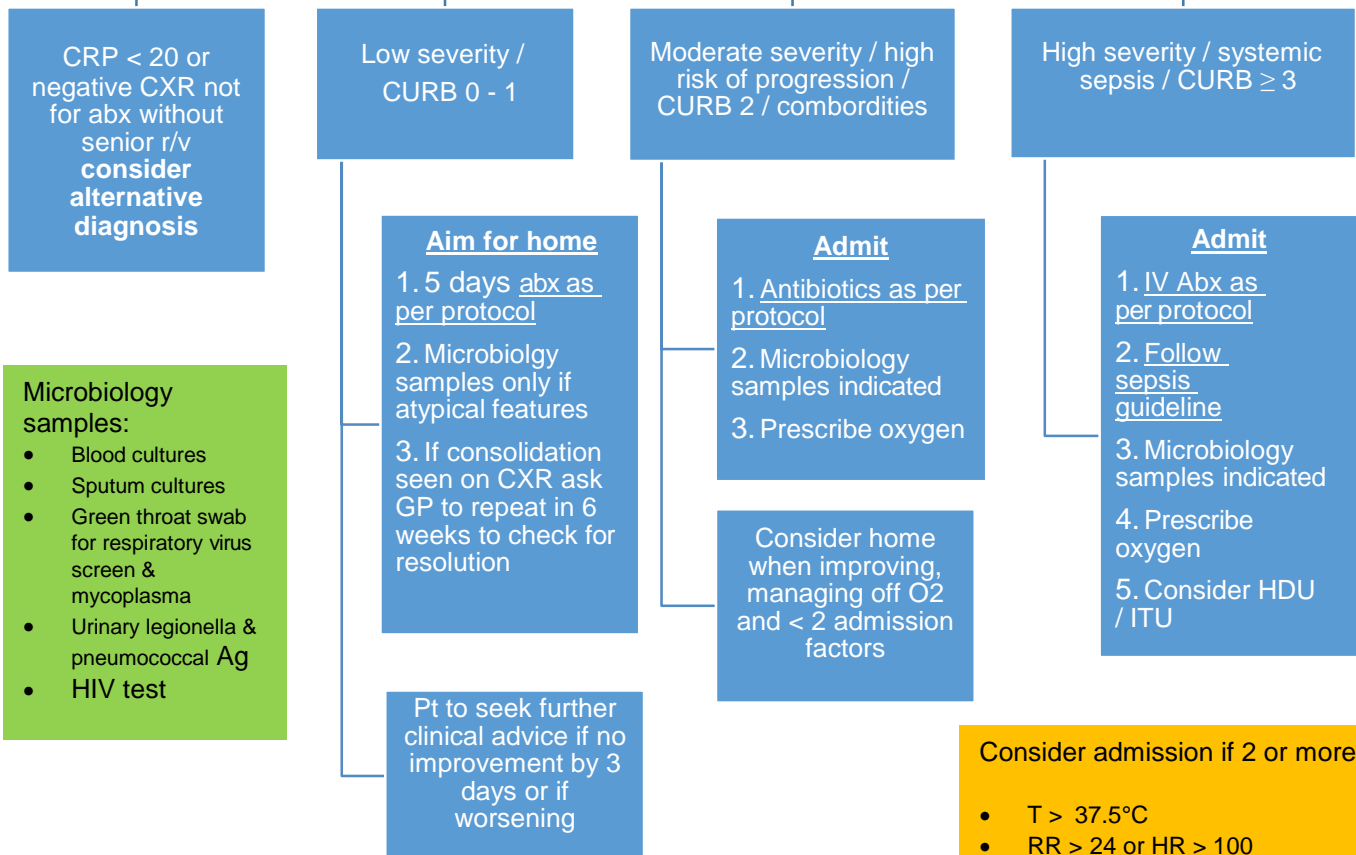 CRP < 20 or
negative CXR not
for abx without
senior r/v
consider
alternative
diagnosis
Low severity /
CURB 0 - 1
Moderate severity / high
risk of progression /
CURB 2 / combordities
High severity / systemic
sepsis / CURB ≥ 3
Aim for home
1. 5 days abx as
per protocol
2. Microbiolgy
samples only if
atypical features
3. If consolidation
seen on CXR ask
GP to repeat in 6
weeks to check for
resolution
Pt to seek further
clinical advice if no
improvement by 3
days or if
worsening
Admit
1. Antibiotics as per
protocol
2. Microbiology
samples indicated
3. Prescribe oxygen
Consider home
when improving,
managing off O2
and < 2 admission
factors
Admit
1. IV Abx as
per protocol
2. Follow
sepsis
guideline
3. Microbiology
samples indicated
4. Prescribe
oxygen
5. Consider HDU
/ ITU
Microbiology
samples:
• Blood cultures
• Sputum cultures
• Green throat swab
for respiratory virus
screen &
mycoplasma
• Urinary legionella &
pneumococcal Ag
• HIV test
Consider admission if 2 or more
• T > 37.5°C
• RR > 24 or HR > 100